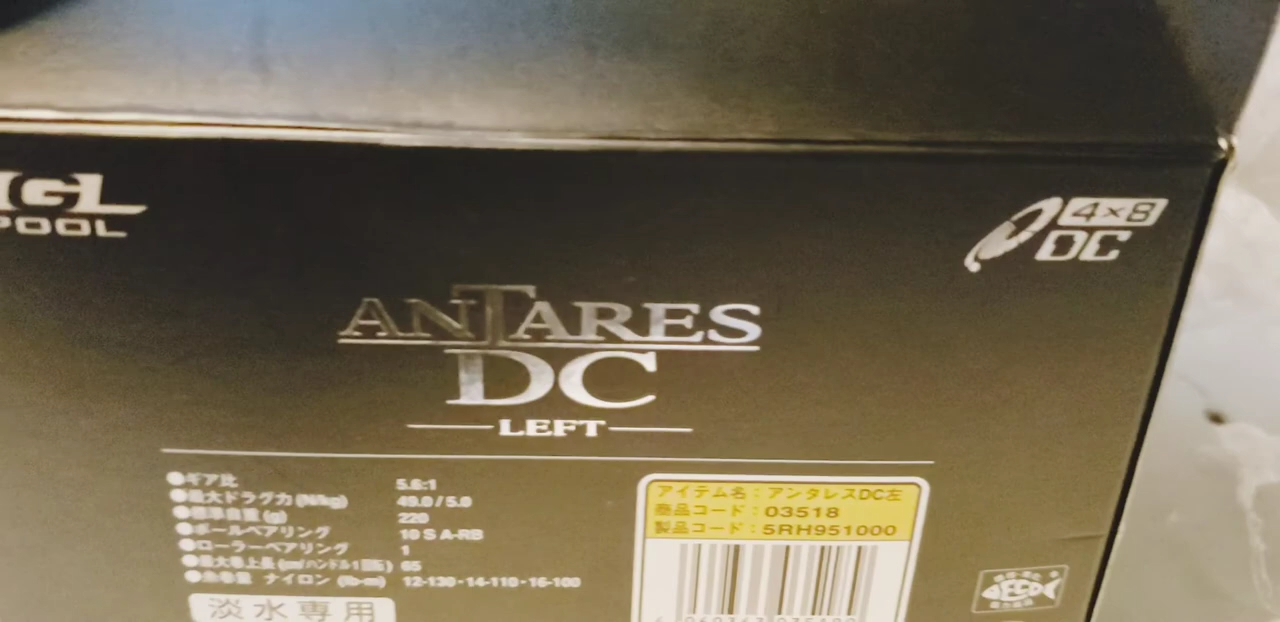 4×8
DC
POOL
ANTARES
DC
LEFT
●ギア比 5.6:1
●最大ドラグ力(N/kg) 49.0/5.0
●標準自重(g) 220
●ボールベアリング 10 S A-RB
●ローラーベアリング 1
●最大巻上長(cm/ハンドル1回転) 65
●糸巻量 ナイロン (lb-m) 12-130・14-110・16-100
淡水専用
アイテム名：アンタレスDC左
商品コード：03518
製品コード：5RH951000